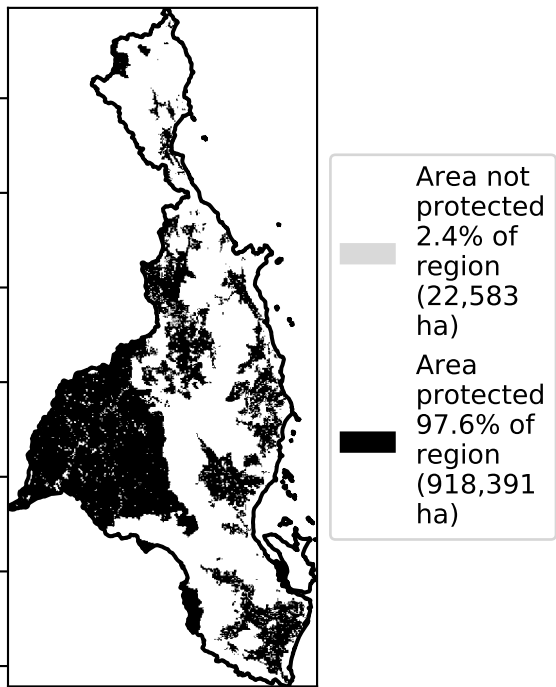 Area not
protected
2.4% of
region
(22,583
ha)
Area
protected
97.6% of
region
(918,391
ha)